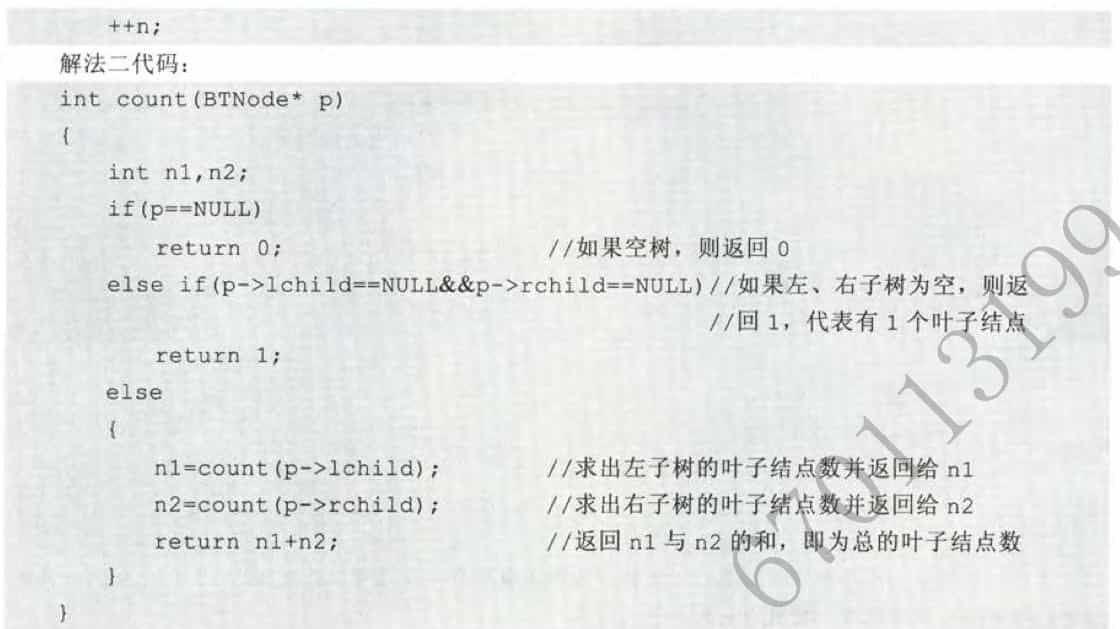 ++n;
解法二代码：
int count(BTNode* p)
{
int n1,n2;
if(p==NULL)
return 0; //如果空树，则返回 0
else if(p->lchild==NULL&&p->rchild==NULL)//如果左、右子树为空，则返
//回 1，代表有 1 个叶子结点
return 1;
else
{
n1=count(p->lchild); //求出左子树的叶子结点数并返回给 n1
n2=count(p->rchild); //求出右子树的叶子结点数并返回给 n2
return n1+n2; //返回 n1 与 n2 的和，即为总的叶子结点数
}
}
670113199